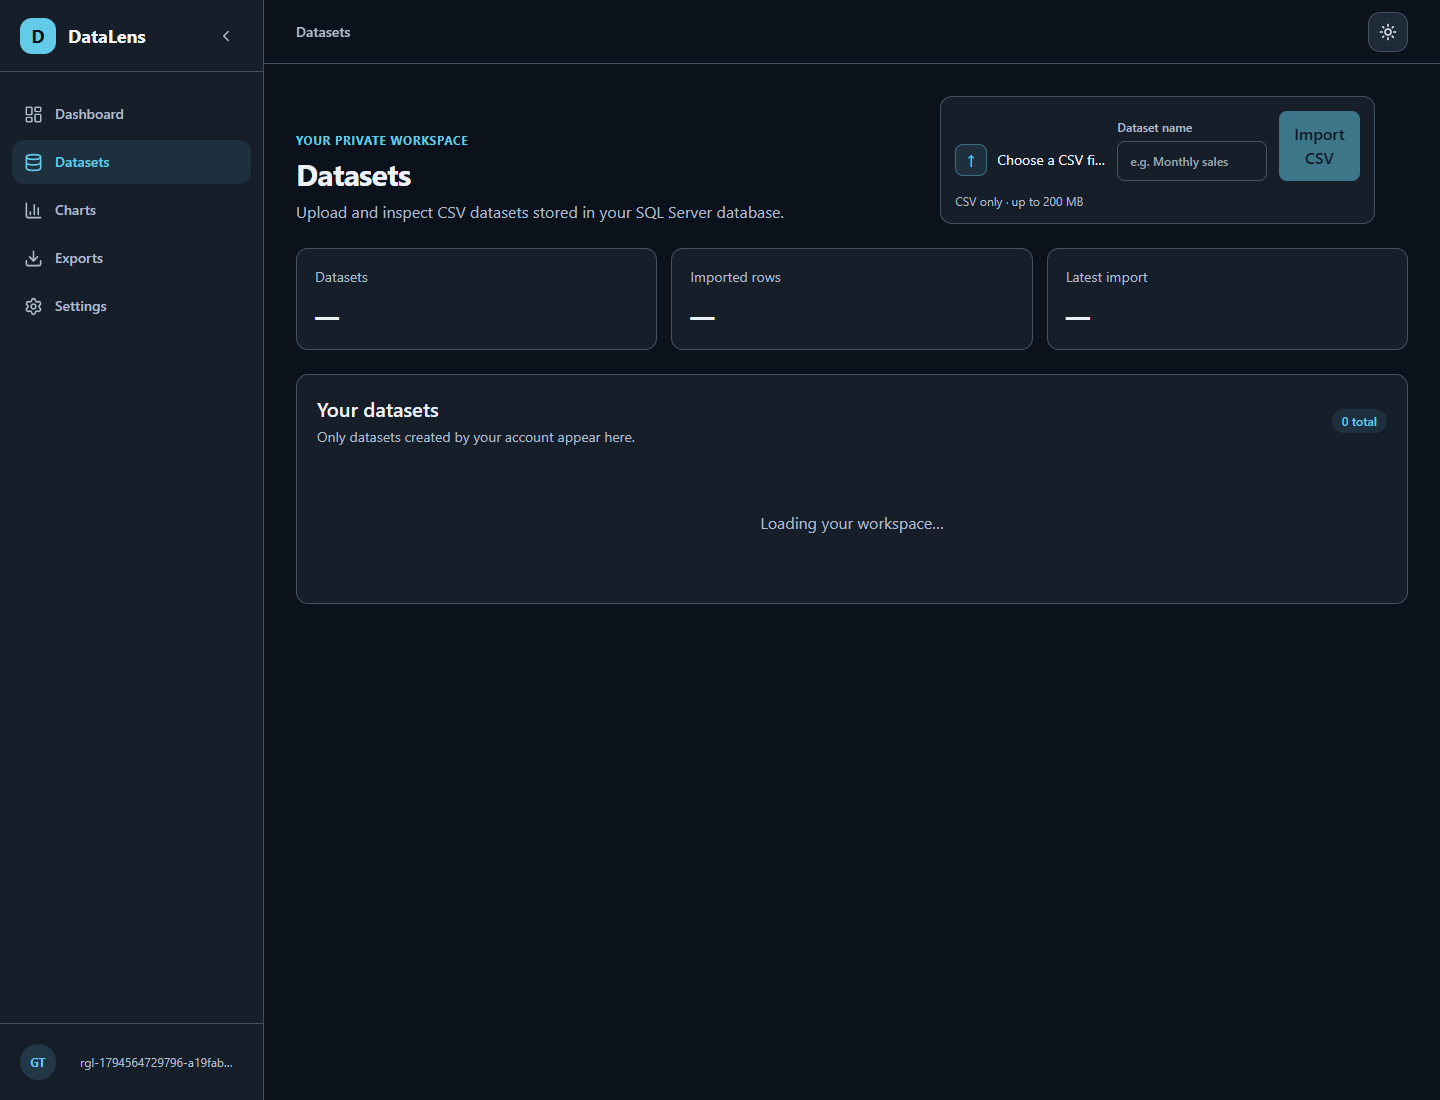 D DataLens
Dashboard
Datasets
Charts
Exports
Settings
GT rgl-1794564729796-a19fab...
Datasets
YOUR PRIVATE WORKSPACE
Datasets
Upload and inspect CSV datasets stored in your SQL Server database.
↑ Choose a CSV fi...
Dataset name
e.g. Monthly sales
Import
CSV
CSV only · up to 200 MB
Datasets
—
Imported rows
—
Latest import
—
Your datasets
Only datasets created by your account appear here.
0 total
Loading your workspace...